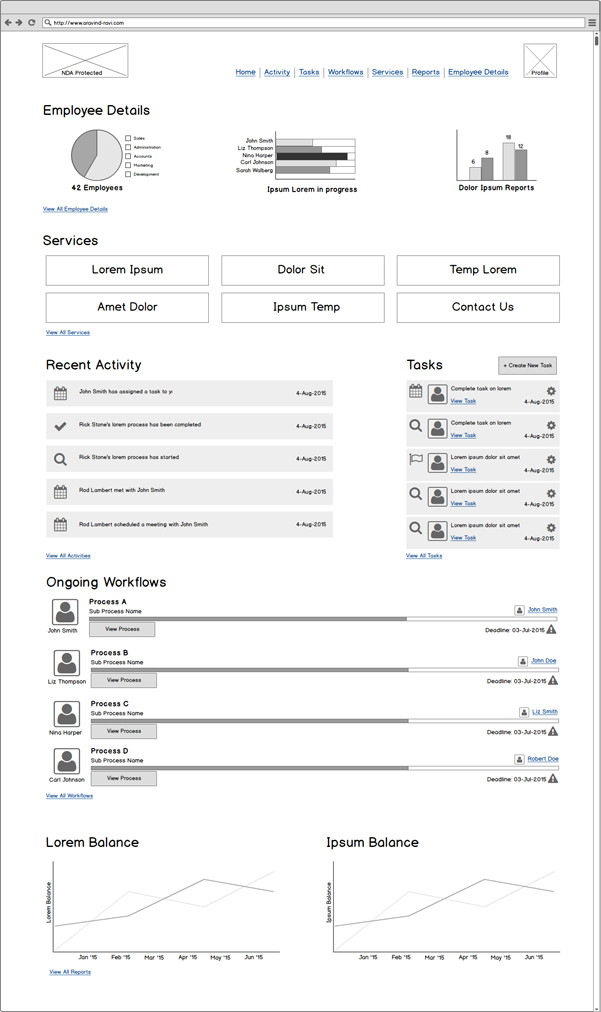 http://www.aravind-ravi.com
NDA Protected
Home Activity Tasks Workflows Services Reports Employee Details
Profile
Employee Details
Sales
Administration
Accounts
Marketing
Development
42 Employees
John Smith
Liz Thompson
Nina Harper
Carl Johnson
Sarah Walberg
Ipsum Lorem in progress
6 8 18 12
Dolor Ipsum Reports
View All Employee Details
Services
Lorem Ipsum Dolor Sit Temp Lorem
Amet Dolor Ipsum Temp Contact Us
View All Services
Recent Activity
John Smith has assigned a task to y 4-Aug-2015
Rick Stone's lorem process has been completed 4-Aug-2015
Rick Stone's lorem process has started 4-Aug-2015
Rod Lambert met with John Smith 4-Aug-2015
Rod Lambert scheduled a meeting with John Smith 4-Aug-2015
View All Activities
Tasks + Create New Task
Complete task on lorem
View Task 4-Aug-2015
Complete task on lorem
View Task 4-Aug-2015
Lorem ipsum dolor sit amet
View Task 4-Aug-2015
Lorem ipsum dolor sit amet
View Task 4-Aug-2015
Lorem ipsum dolor sit amet
View Task 4-Aug-2015
View All Tasks
Ongoing Workflows
Process A
Sub Process Name John Smith
John Smith View Process Deadline: 03-Jul-2015
Process B
Sub Process Name John Doe
Liz Thompson View Process Deadline: 03-Jul-2015
Process C
Sub Process Name Liz Smith
Nina Harper View Process Deadline: 03-Jul-2015
Process D
Sub Process Name Robert Doe
Carl Johnson View Process Deadline: 03-Jul-2015
View All Workflows
Lorem Balance
Lorem Balance
Jan '15 Feb '15 Mar '15 Apr '15 May '15 Jun '15
View All Reports
Ipsum Balance
Ipsum Balance
Jan '15 Feb '15 Mar '15 Apr '15 May '15 Jun '15